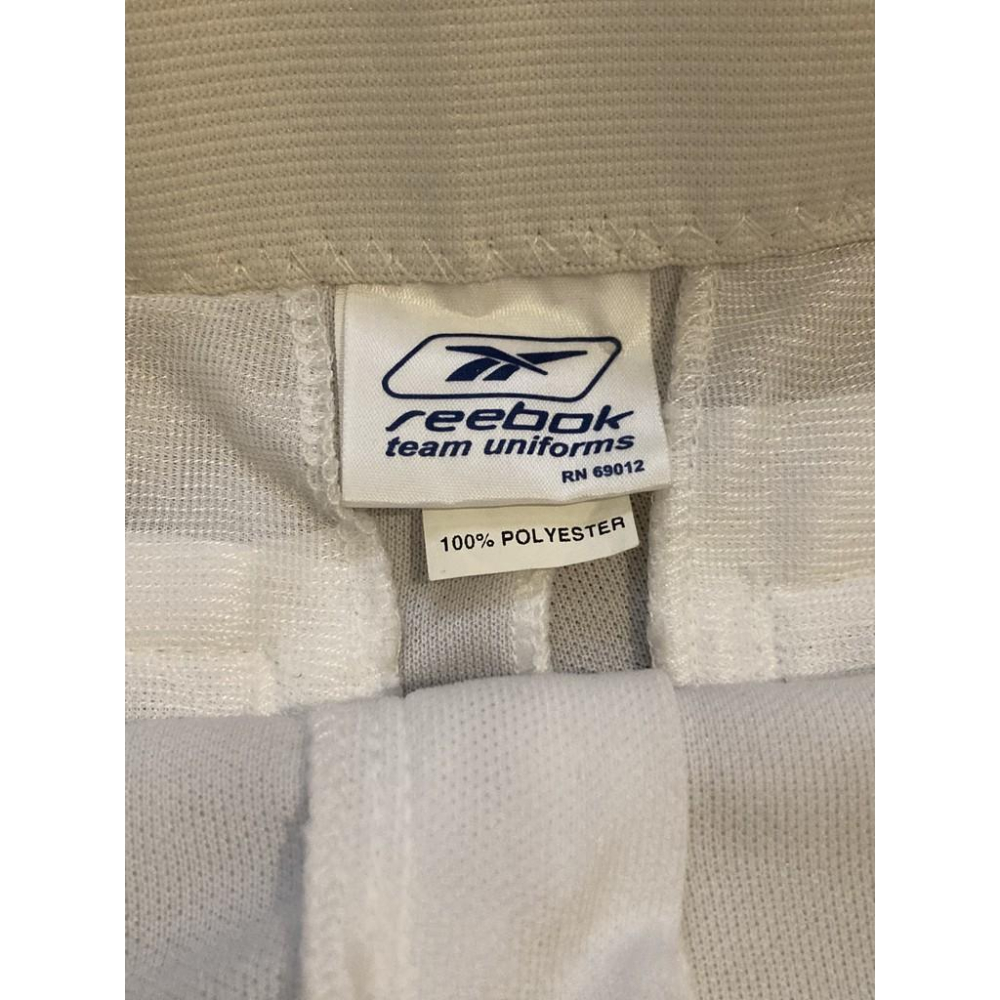 reebok
team uniforms
RN 69012
100% POLYESTER